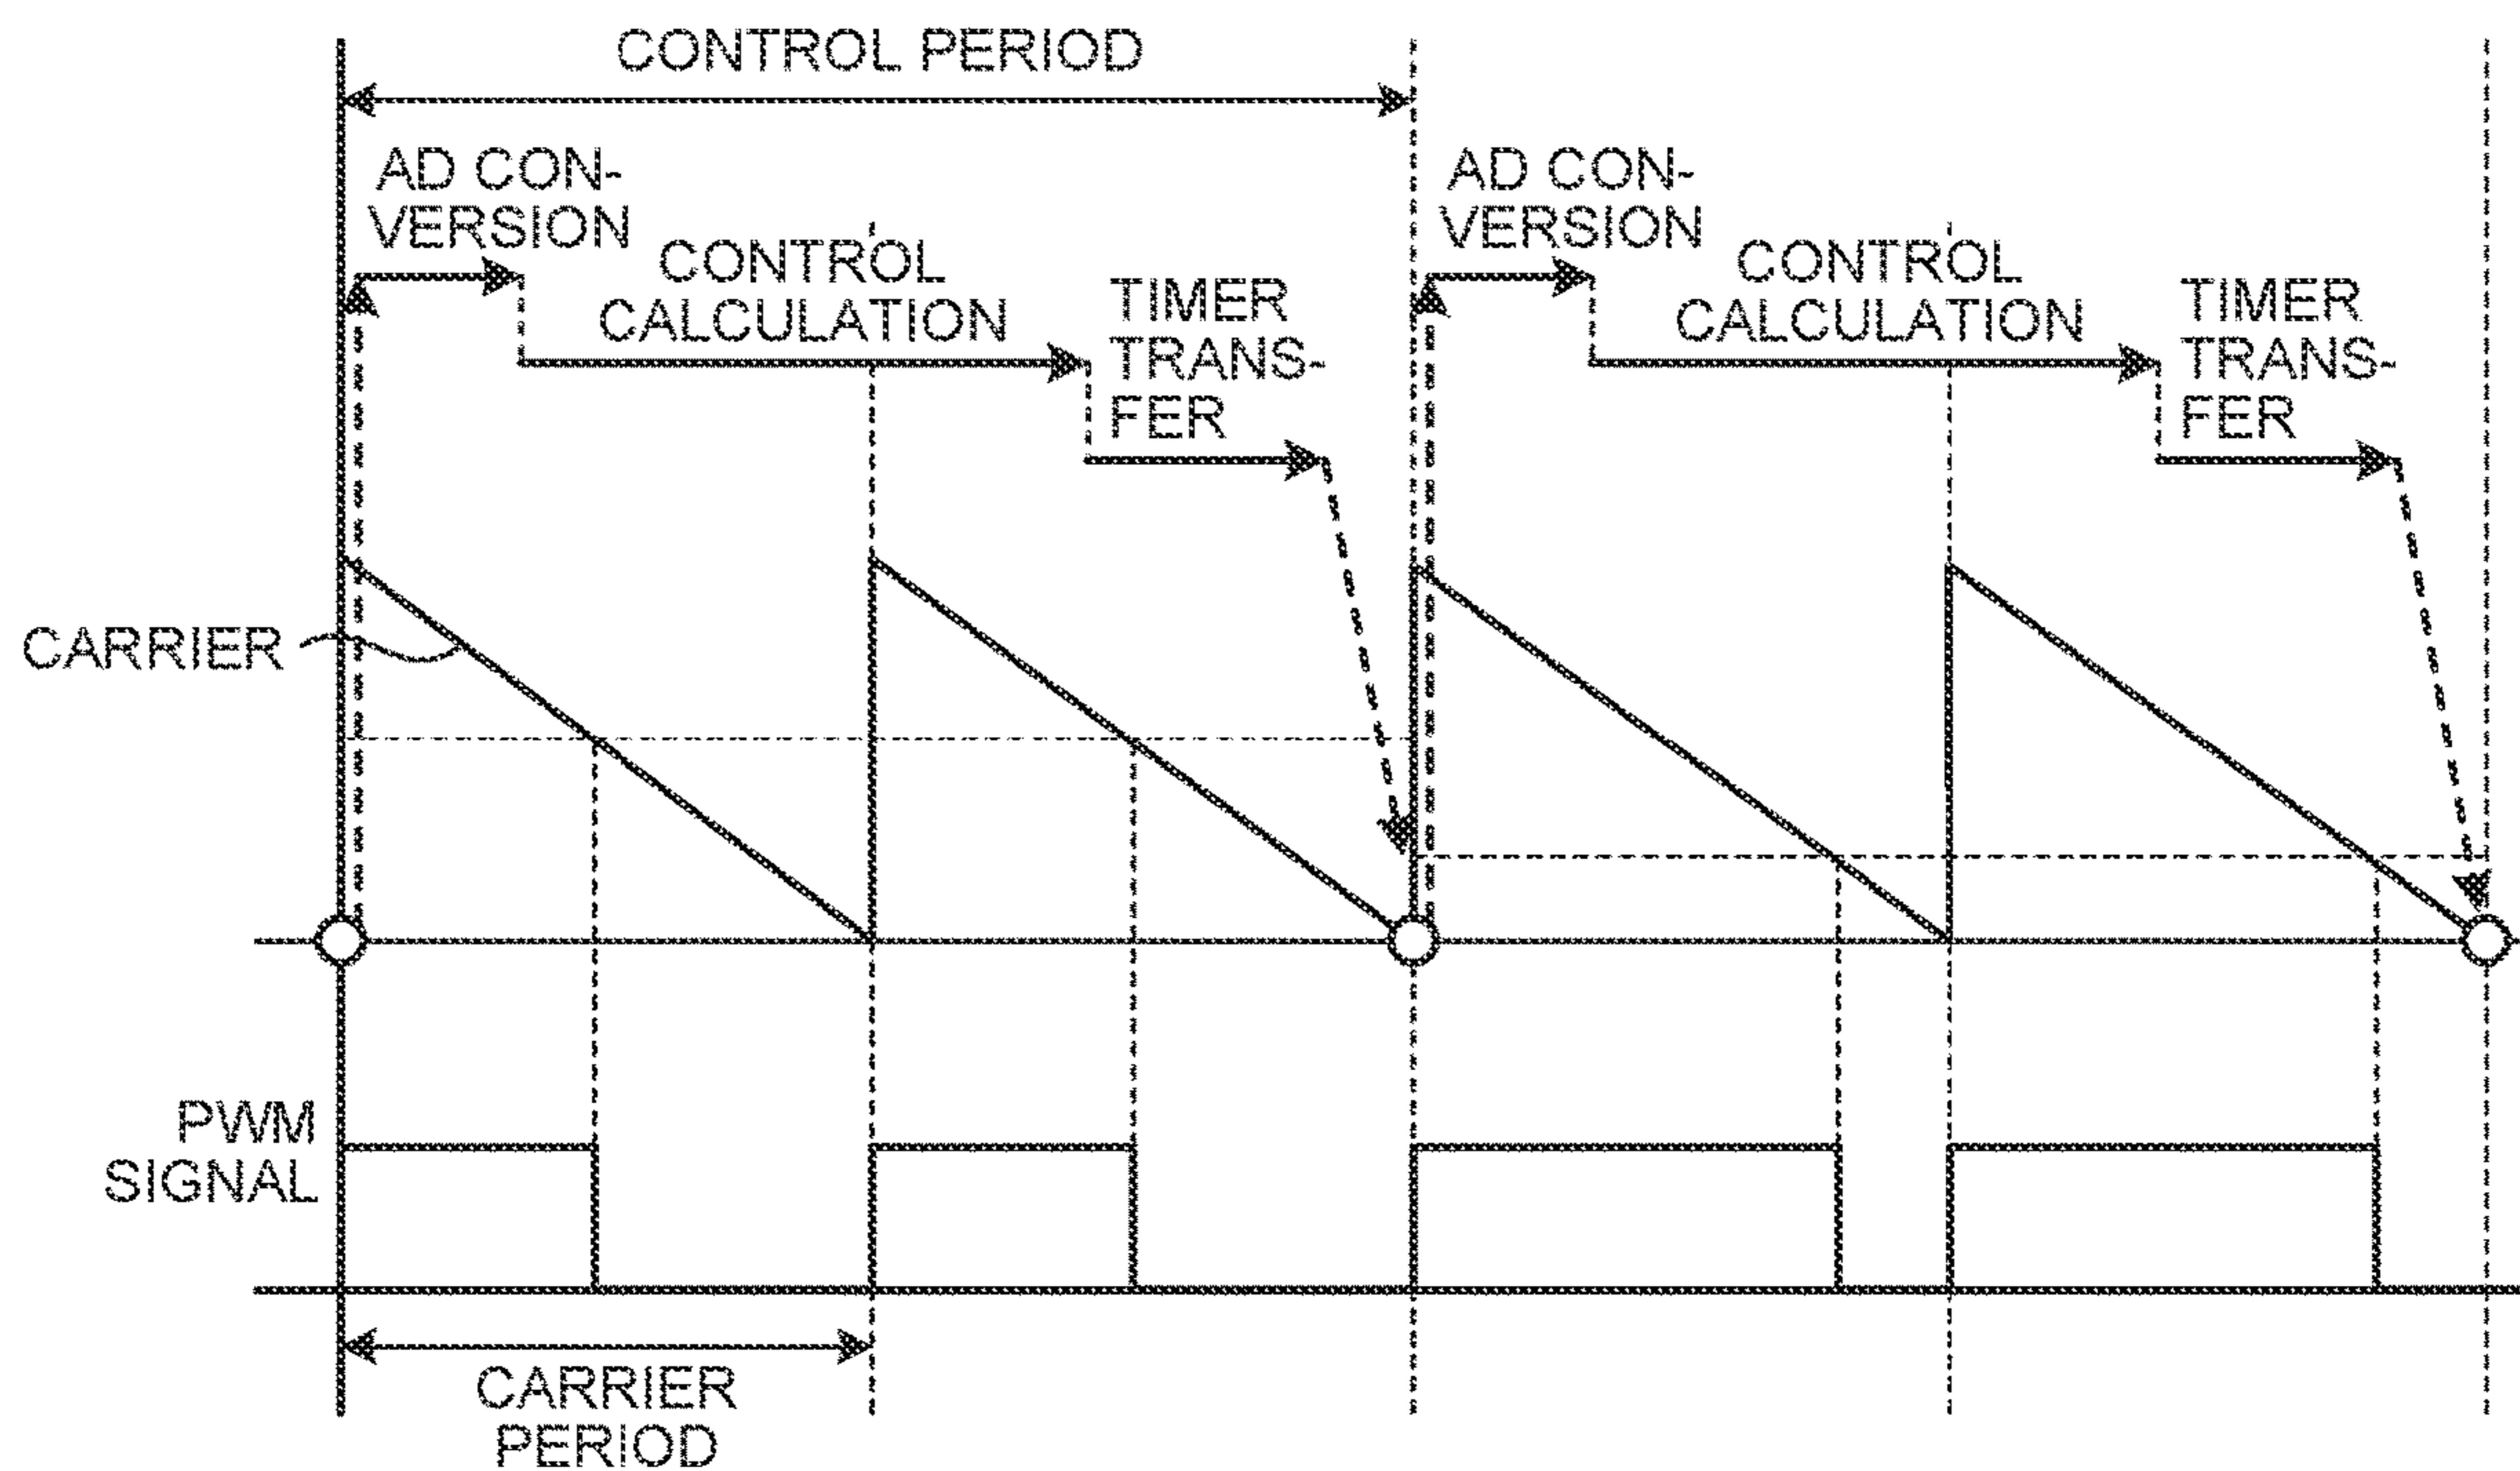 CONTROL PERIOD
AD CON-
VERSION
CONTROL
CALCULATION
TIMER
TRANS-
FER
AD CON-
VERSION
CONTROL
CALCULATION
TIMER
TRANS-
FER
CARRIER
PWM
SIGNAL
CARRIER
PERIOD